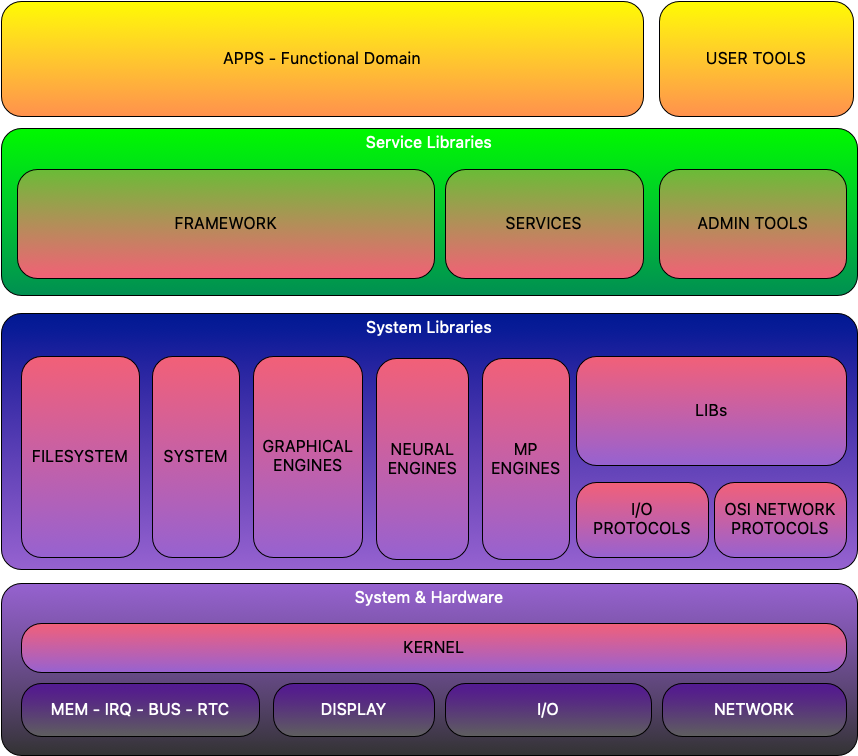 APPS - Functional Domain
USER TOOLS
Service Libraries
FRAMEWORK
SERVICES
ADMIN TOOLS
System Libraries
FILESYSTEM
SYSTEM
GRAPHICAL
ENGINES
NEURAL
ENGINES
MP
ENGINES
LIBs
I/O
PROTOCOLS
OSI NETWORK
PROTOCOLS
System & Hardware
KERNEL
MEM - IRQ - BUS - RTC
DISPLAY
I/O
NETWORK